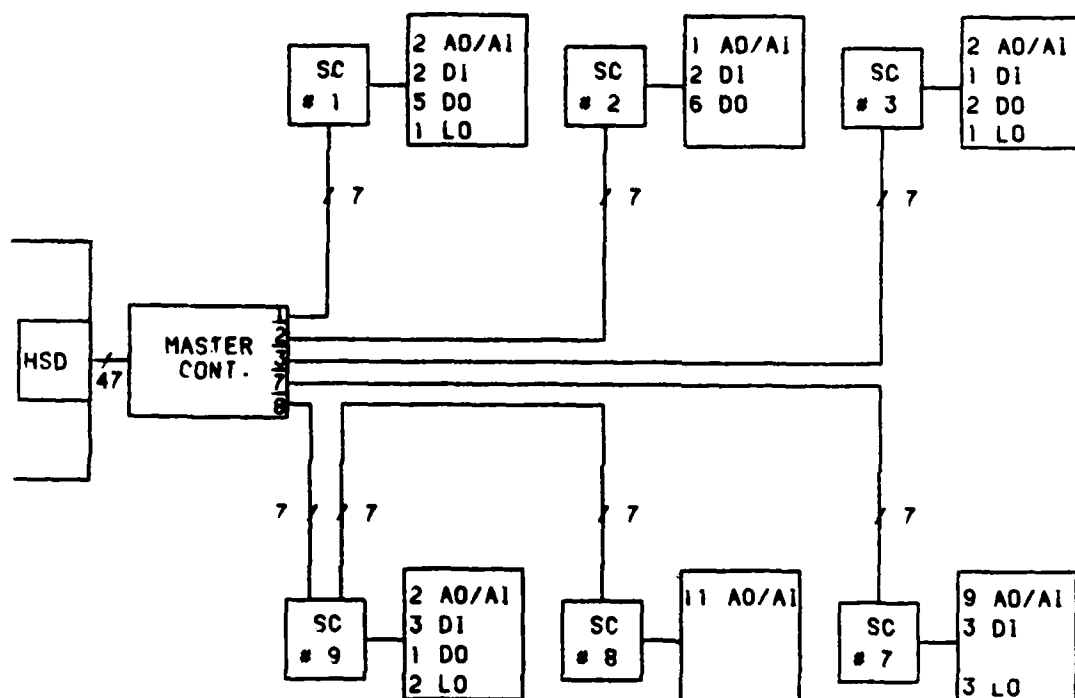 SC
# 1
2 AO/AI
2 DI
5 DO
1 LO
SC
# 2
1 AO/AI
2 DI
6 DO
SC
# 3
2 AO/AI
1 DI
2 DO
1 LO
7
7
7
HSD
47
MASTER
CONT.
1
2
3
7
8
7
7
7
7
SC
# 9
2 AO/AI
3 DI
1 DO
2 LO
SC
# 8
11 AO/AI
SC
# 7
9 AO/AI
3 DI
3 LO